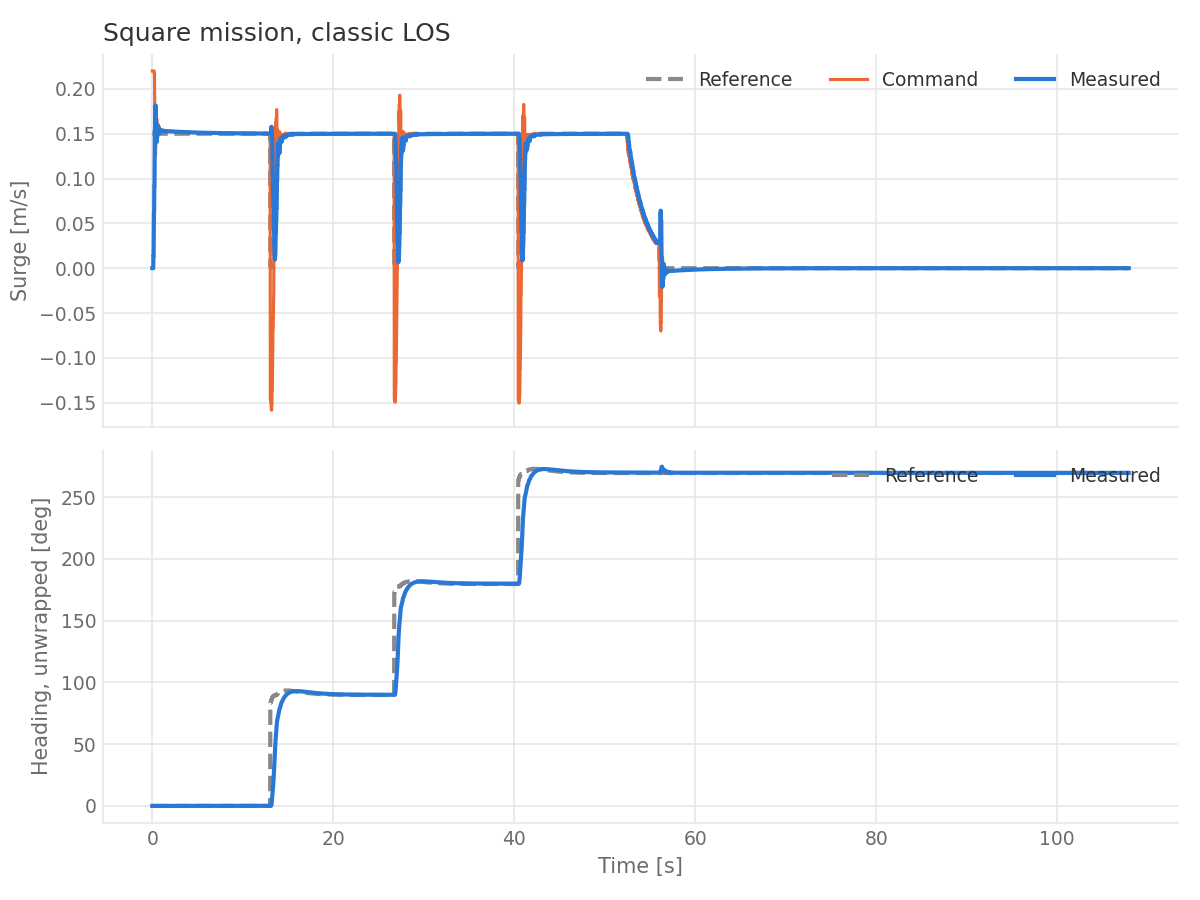 Square mission, classic LOS
Reference Command Measured
Surge [m/s]
0.20
0.15
0.10
0.05
0.00
−0.05
−0.10
−0.15
Reference Measured
Heading, unwrapped [deg]
250
200
150
100
50
0
0 20 40 60 80 100
Time [s]